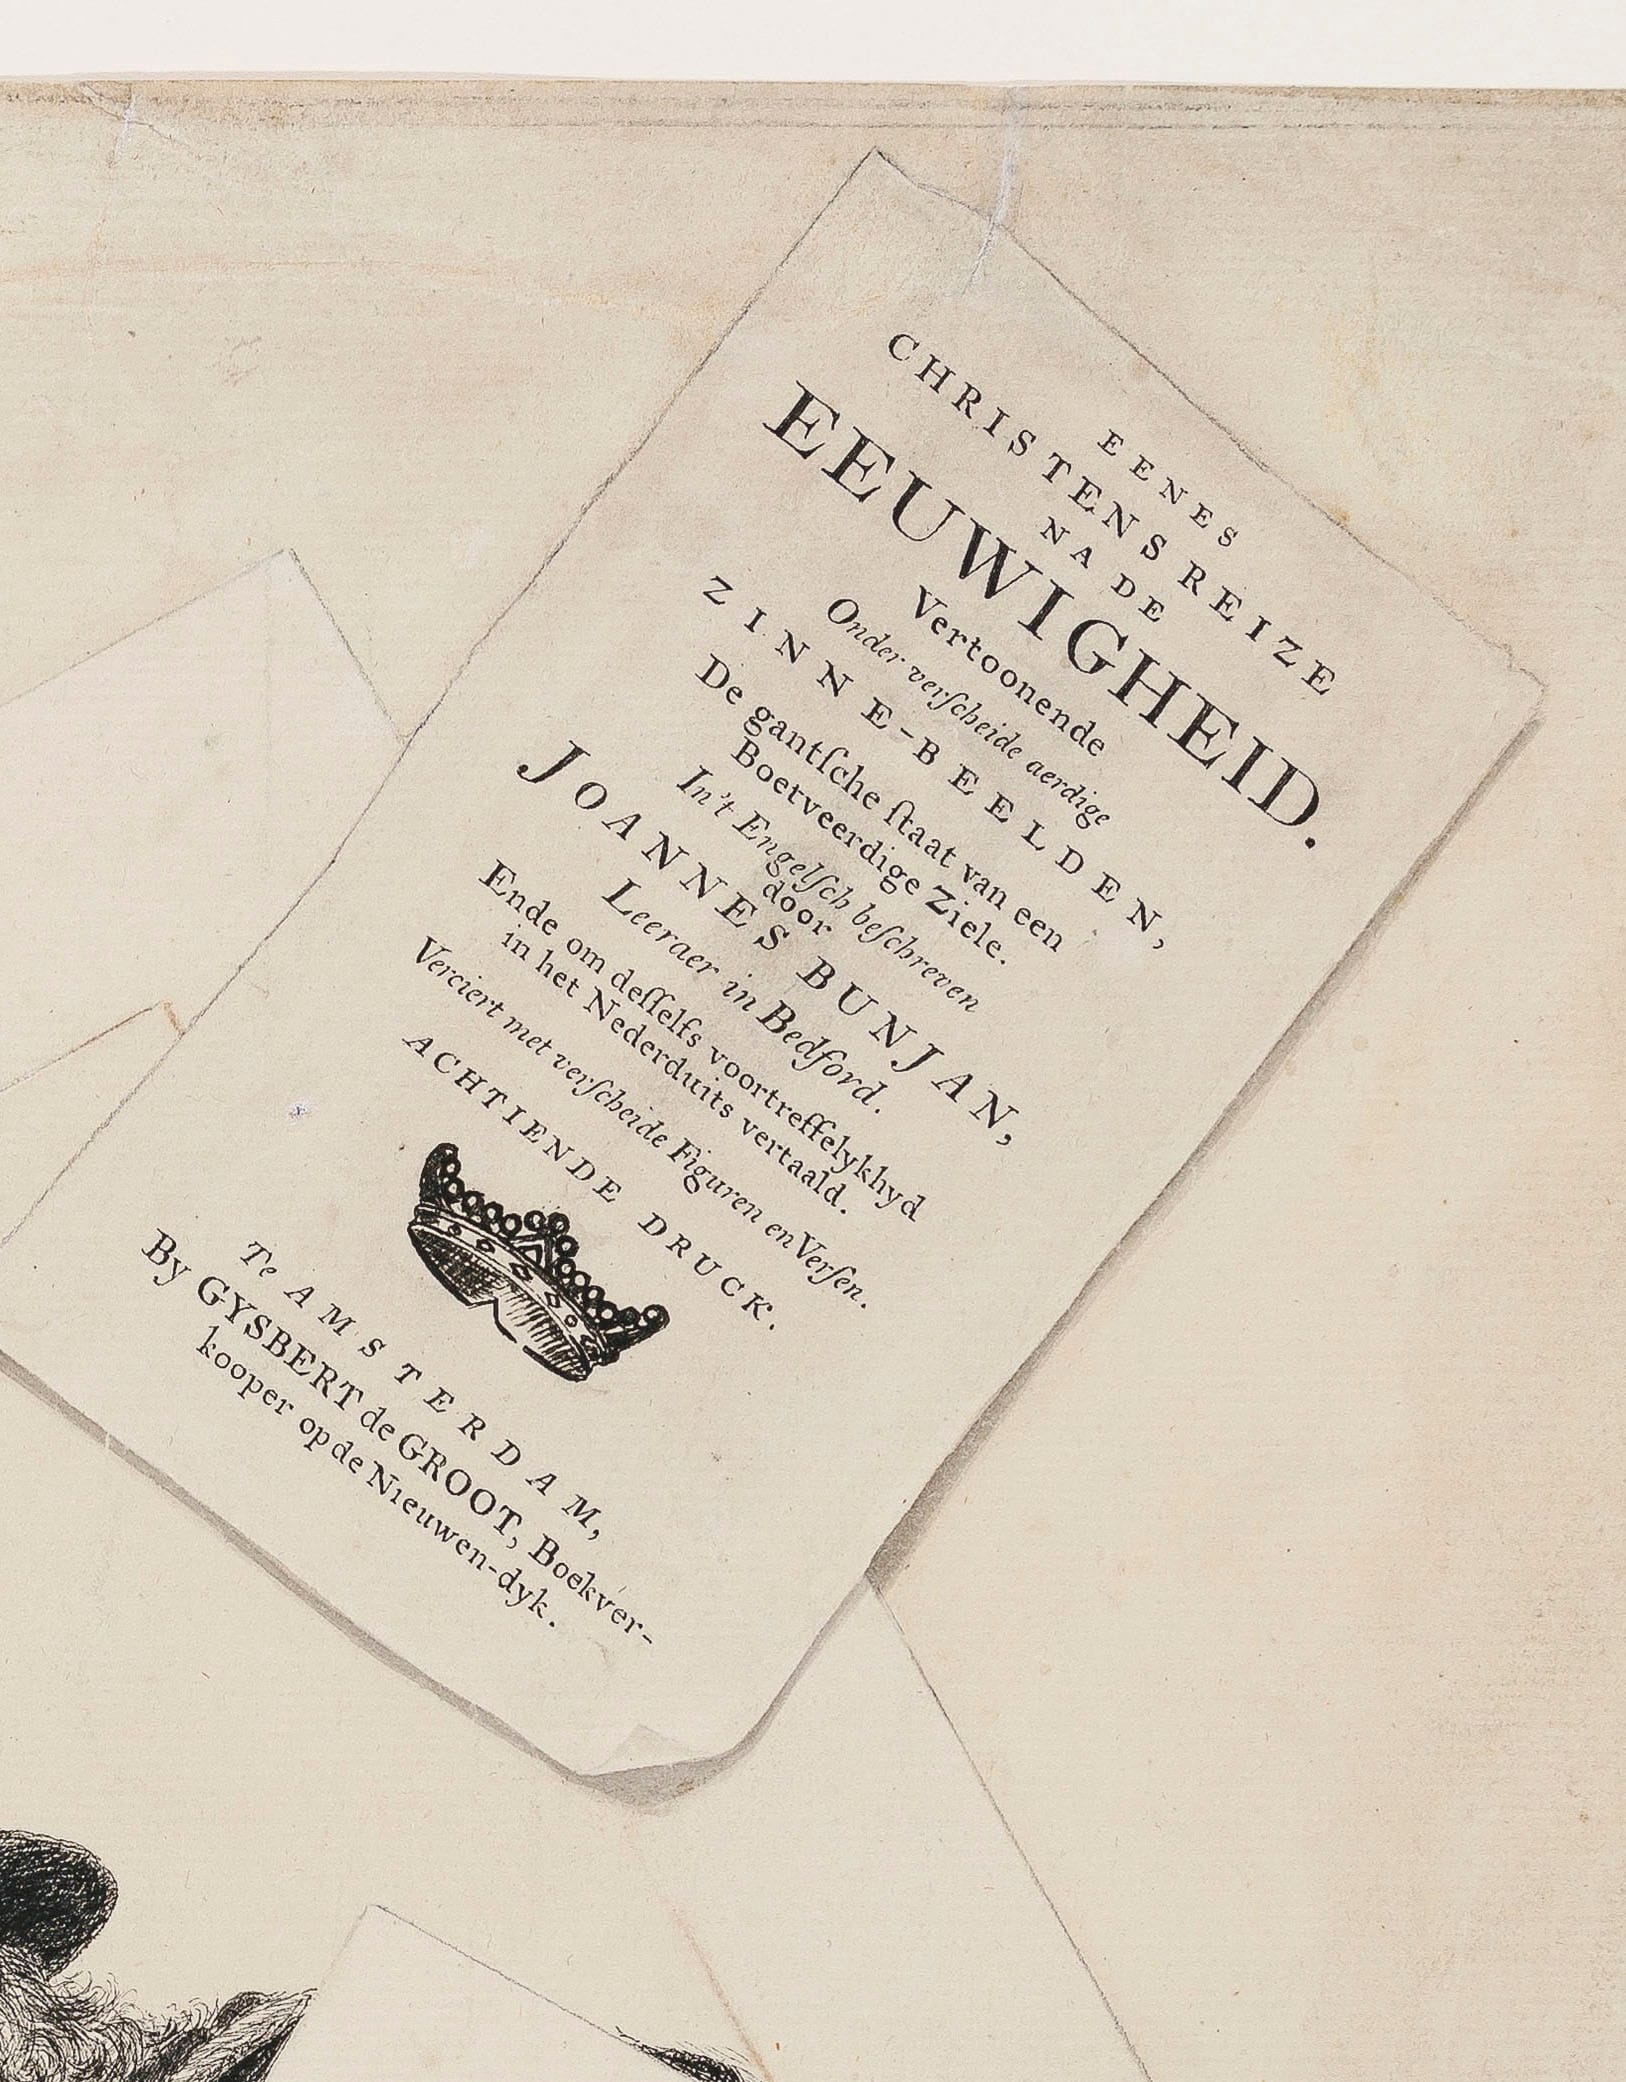 EENES
CHRISTENS REIZE
NA DE
EEUWIGHEID.
Vertoonende
Onder verſcheide aerdige
ZINNE-BEELDEN,
De gantſche ſtaat van een
Boetveerdige Ziele.
In't Engelſch beſchreven
door
JOANNES BUNJAN,
Leeraer in Bedford.
Ende om deſſelfs voortreffelykhyd
in het Nederduits vertaald.
Verciert met verſcheide Figuren en Verſen.
ACHTIENDE DRUCK.
Te AMSTERDAM,
By GYSBERT de GROOT, Boekver-
kooper op de Nieuwen-dyk.